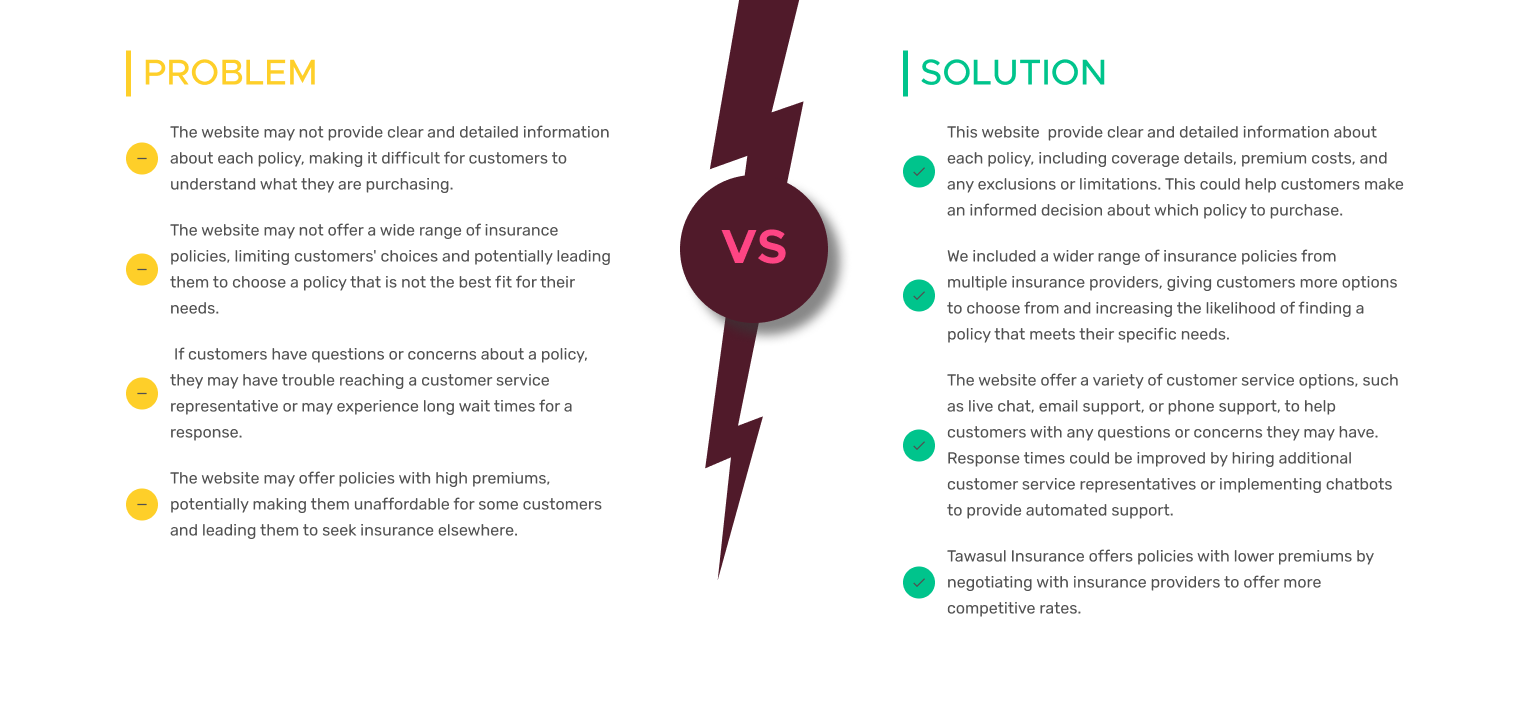 PROBLEM
The website may not provide clear and detailed information
about each policy, making it difficult for customers to
understand what they are purchasing.
The website may not offer a wide range of insurance
policies, limiting customers' choices and potentially leading
them to choose a policy that is not the best fit for their
needs.
If customers have questions or concerns about a policy,
they may have trouble reaching a customer service
representative or may experience long wait times for a
response.
The website may offer policies with high premiums,
potentially making them unaffordable for some customers
and leading them to seek insurance elsewhere.
VS
SOLUTION
This website  provide clear and detailed information about
each policy, including coverage details, premium costs, and
any exclusions or limitations. This could help customers make
an informed decision about which policy to purchase.
We included a wider range of insurance policies from
multiple insurance providers, giving customers more options
to choose from and increasing the likelihood of finding a
policy that meets their specific needs.
The website offer a variety of customer service options, such
as live chat, email support, or phone support, to help
customers with any questions or concerns they may have.
Response times could be improved by hiring additional
customer service representatives or implementing chatbots
to provide automated support.
Tawasul Insurance offers policies with lower premiums by
negotiating with insurance providers to offer more
competitive rates.